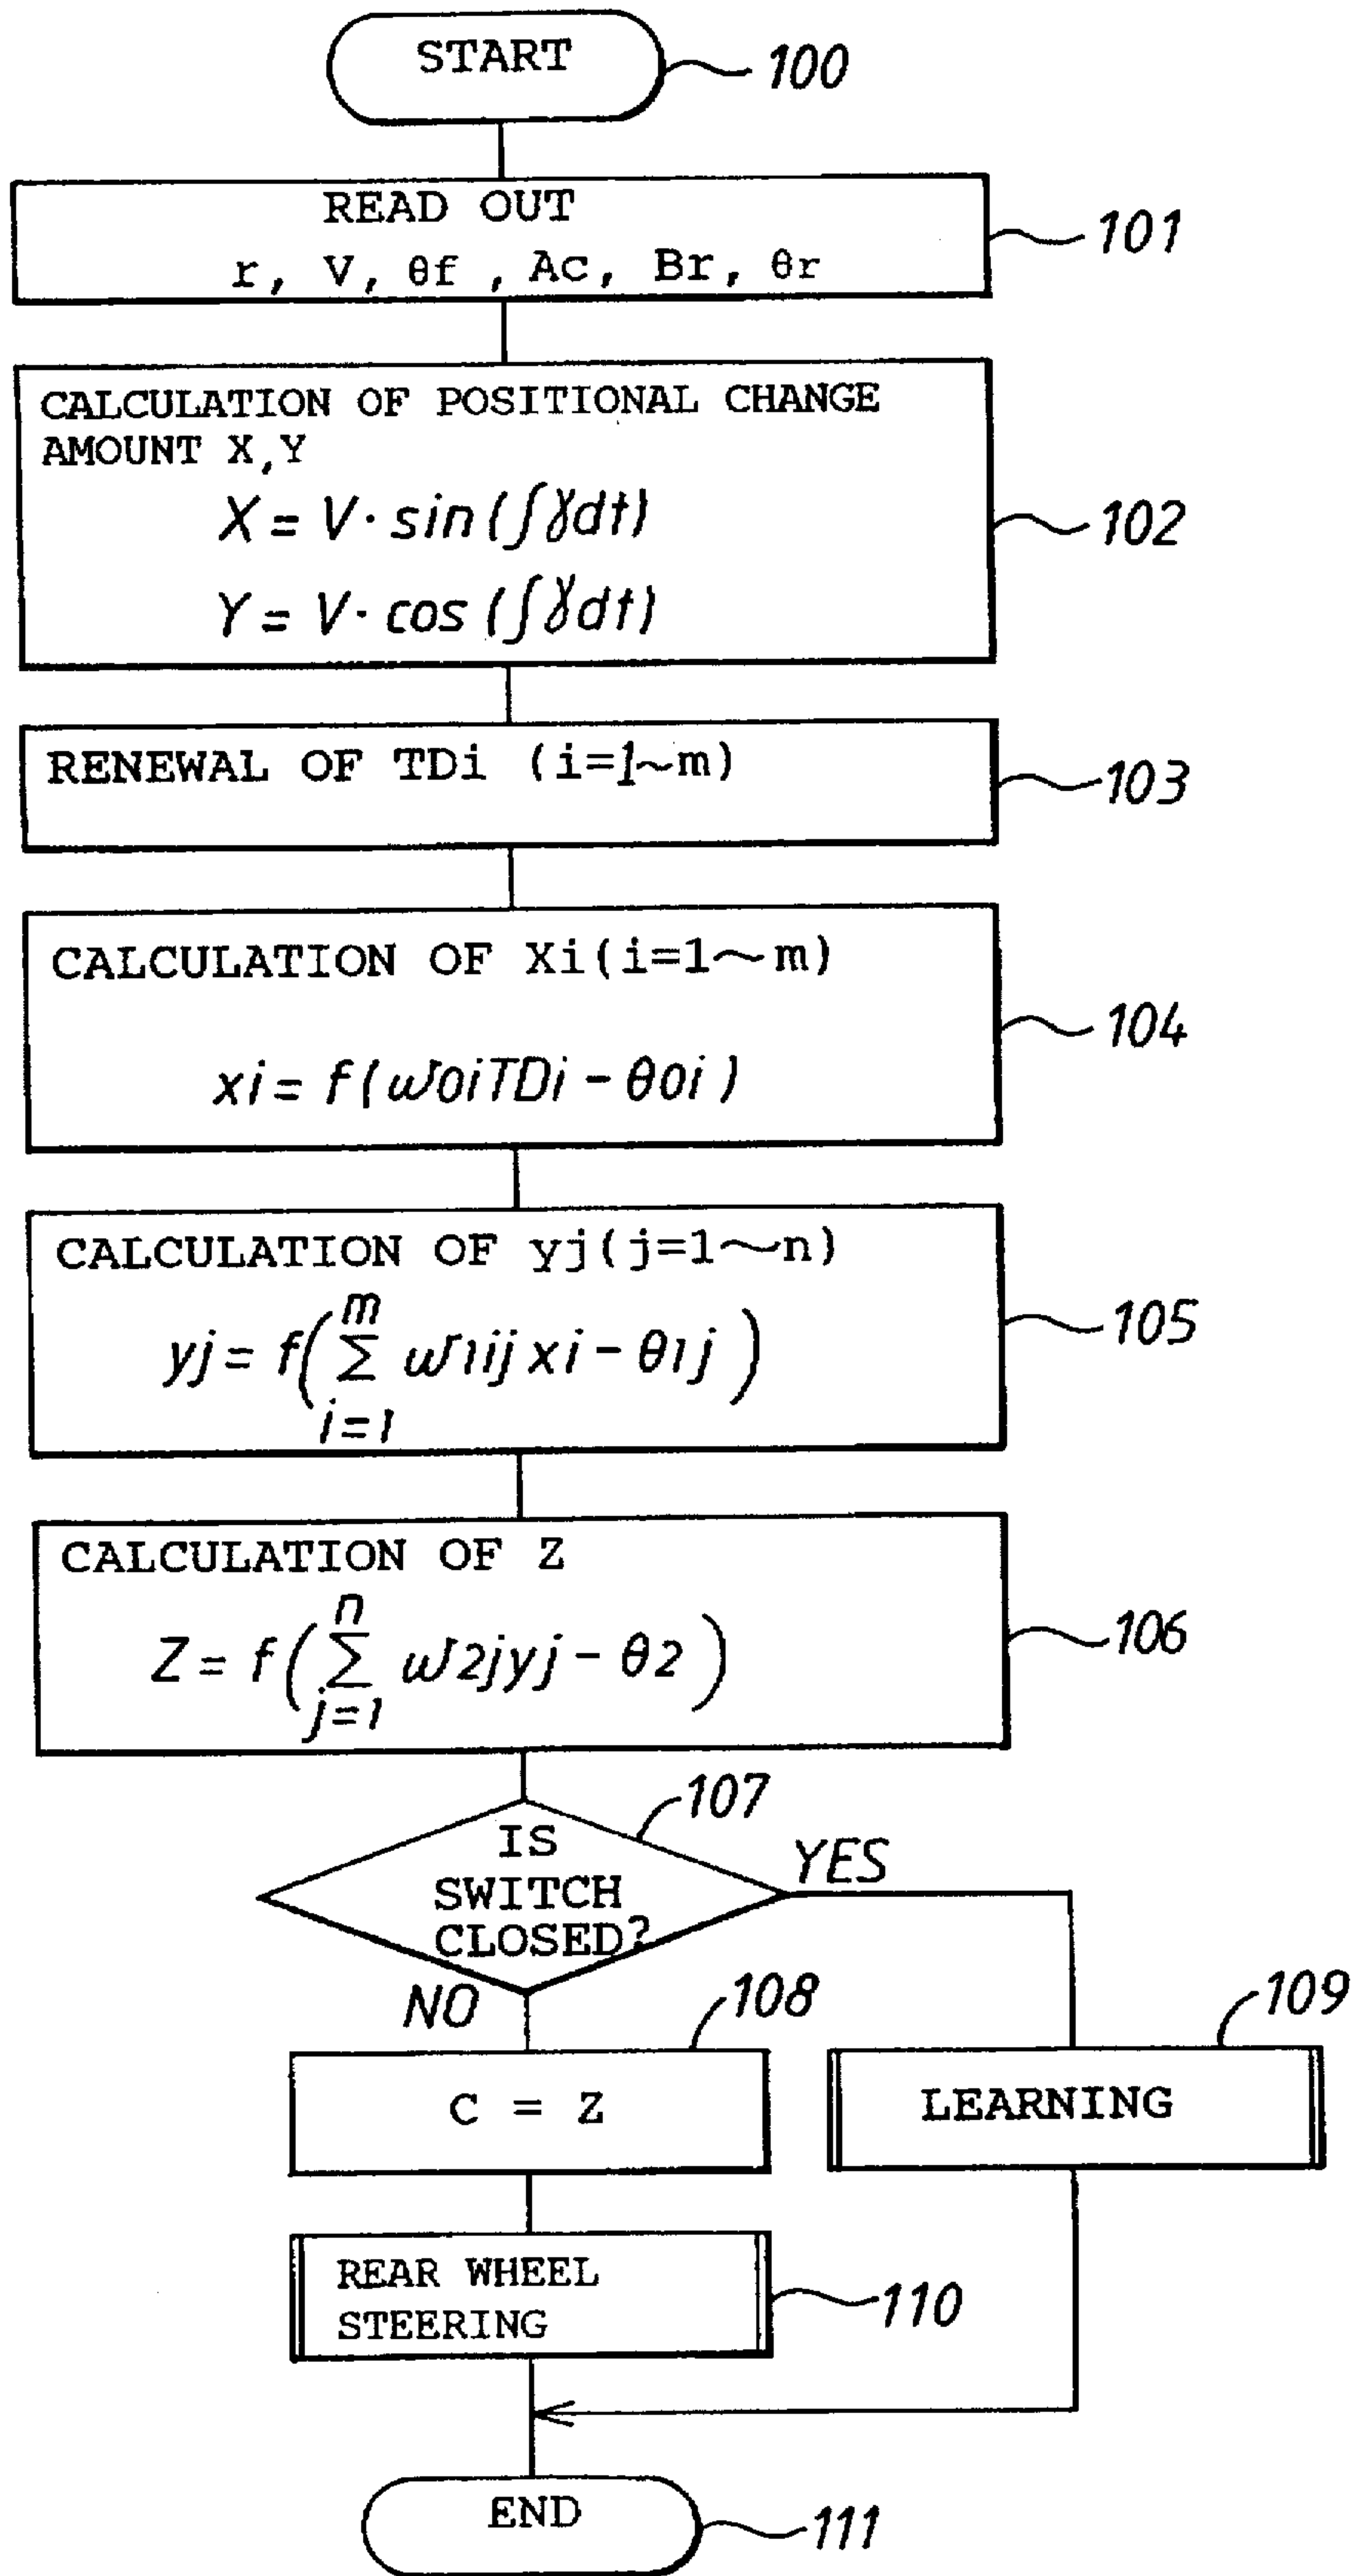 START
100
READ OUT
r, V, θf , Ac, Br, θr
101
CALCULATION OF POSITIONAL CHANGE
AMOUNT X,Y
X = V· sin (∫γdt)
Y = V· cos (∫γdt)
102
RENEWAL OF TDi (i=1~m)
103
CALCULATION OF Xi(i=1~m)
xi = f(ω0iTDi - θ0i)
104
CALCULATION OF yj(j=1~n)
yj = f(∑ i=1 m ω1ij xi - θ1j)
105
CALCULATION OF Z
Z = f(∑ j=1 n ω2jyj - θ2)
106
107
IS
SWITCH
CLOSED?
YES
NO
108
109
C = Z
LEARNING
REAR WHEEL
STEERING
110
END
111